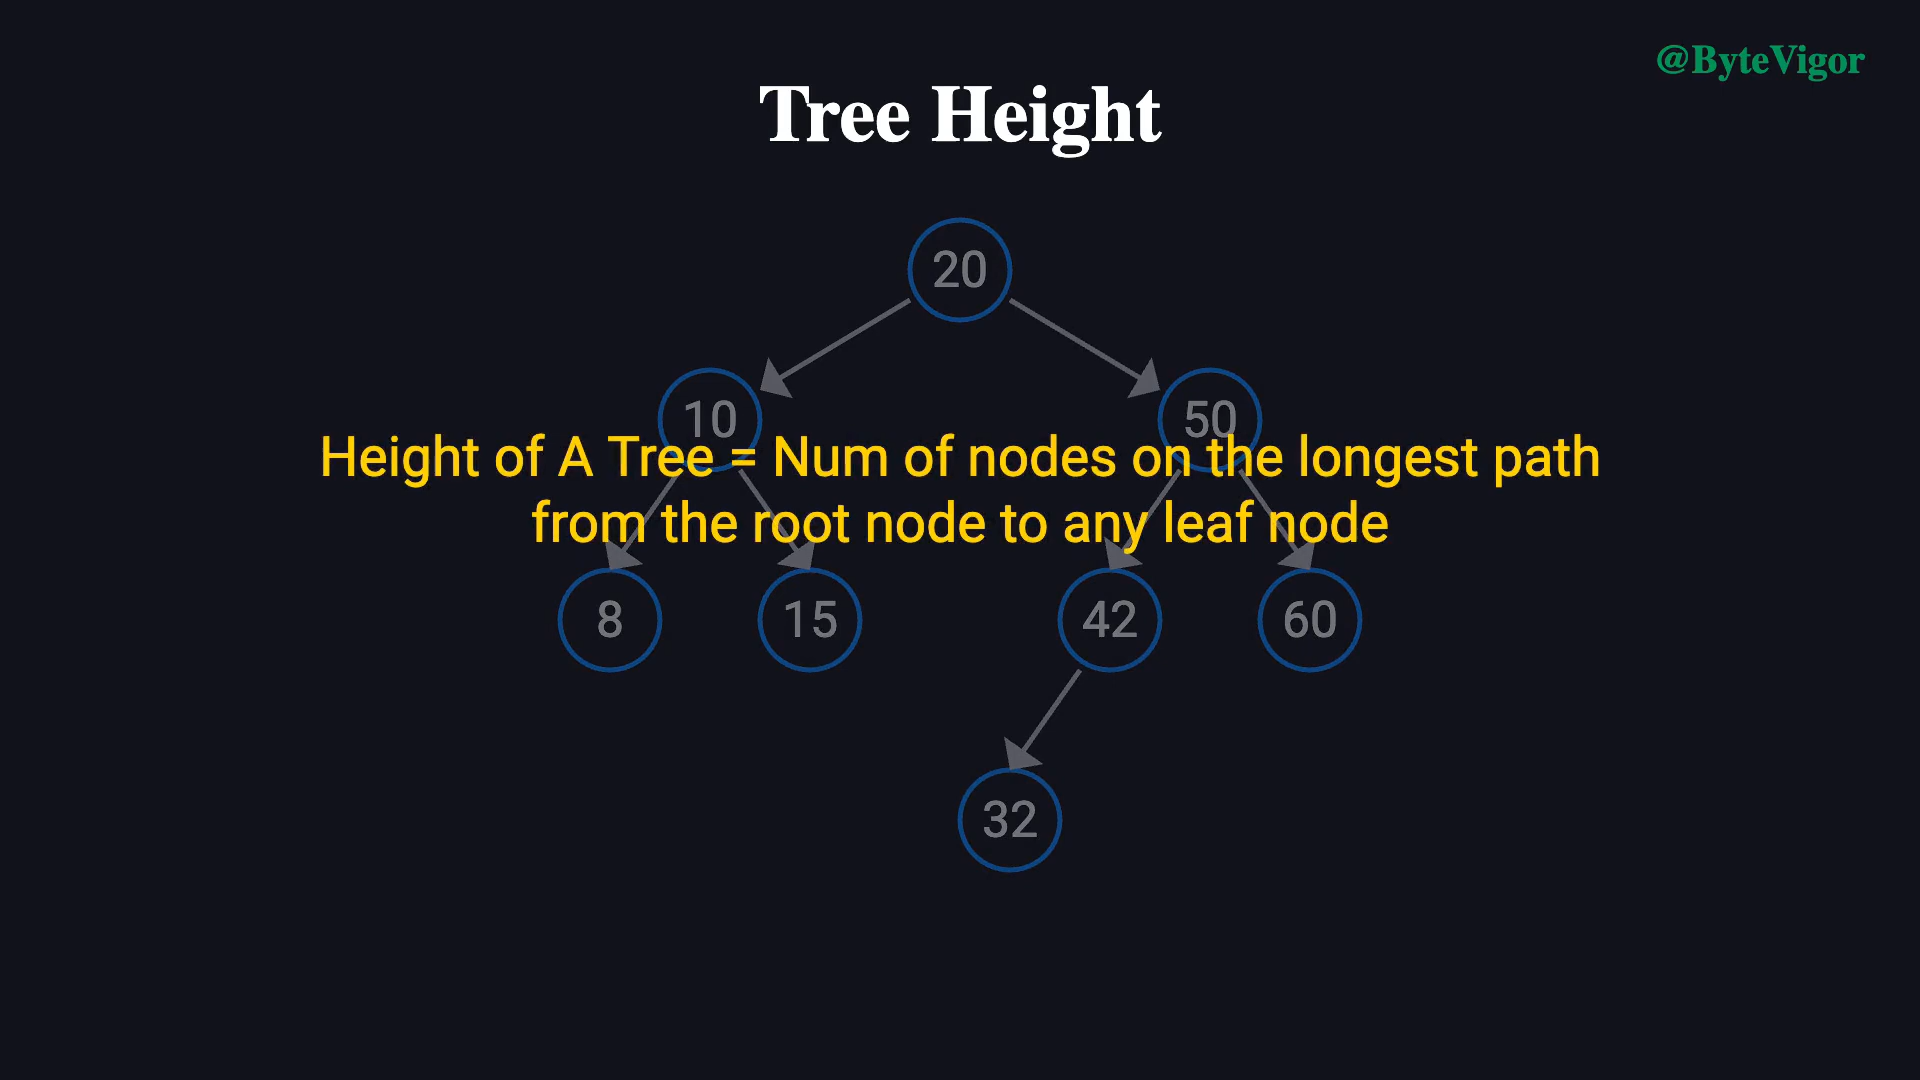 @ByteVigor
Tree Height
20
10
50
Height of A Tree = Num of nodes on the longest path
from the root node to any leaf node
8
15
42
60
32